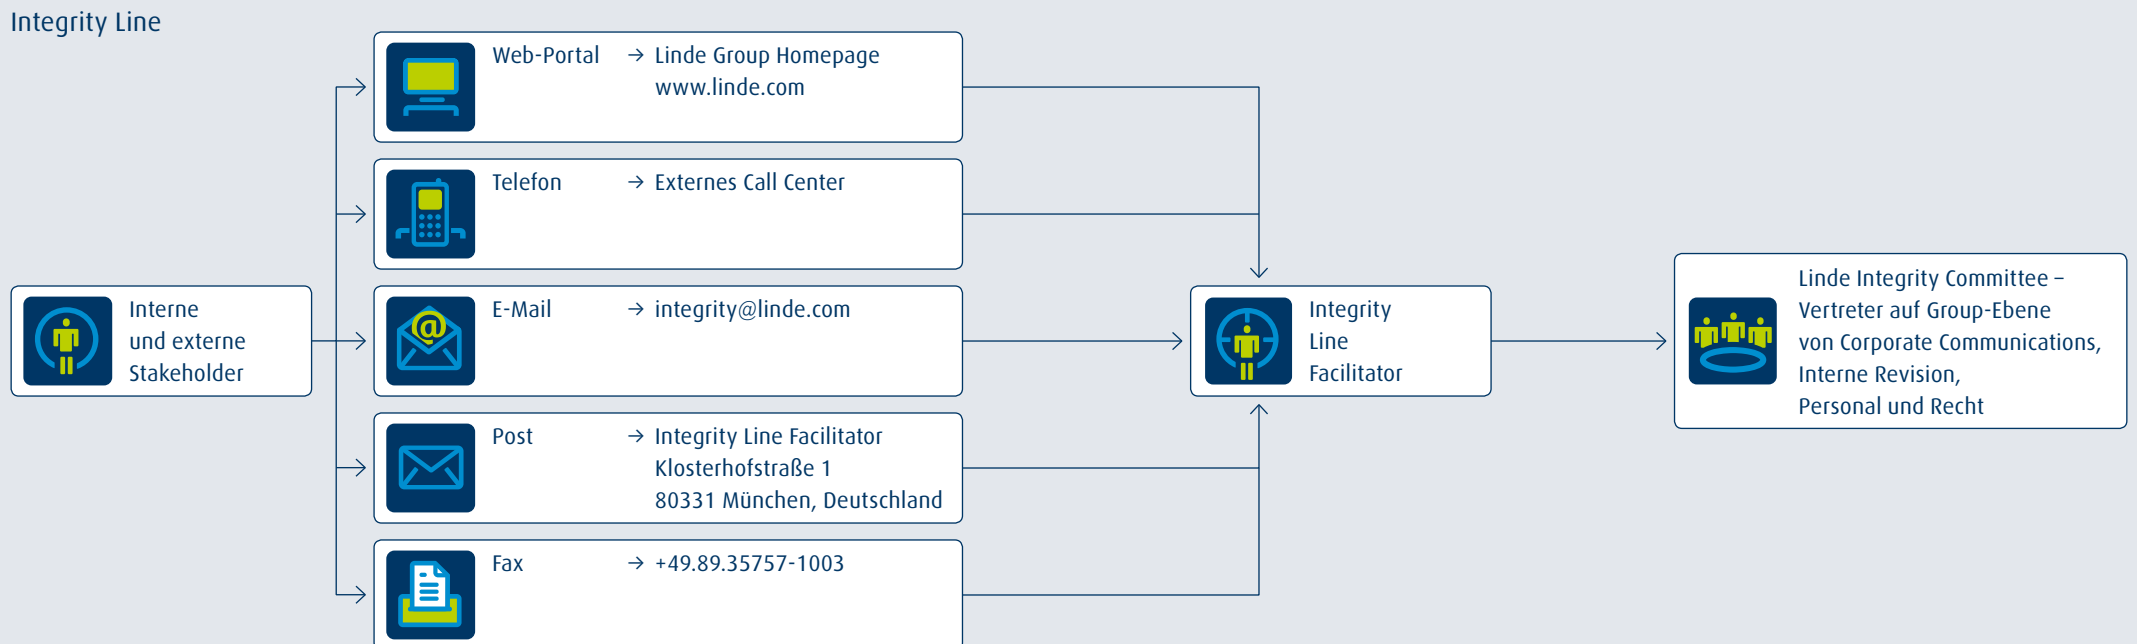 Integrity Line
Web-Portal → Linde Group Homepage
www.linde.com
Telefon → Externes Call Center
Interne
und externe
Stakeholder
E-Mail → integrity@linde.com
Post → Integrity Line Facilitator
Klosterhofstraße 1
80331 München, Deutschland
Fax → +49.89.35757-1003
Integrity
Line
Facilitator
Linde Integrity Committee –
Vertreter auf Group-Ebene
von Corporate Communications,
Interne Revision,
Personal und Recht